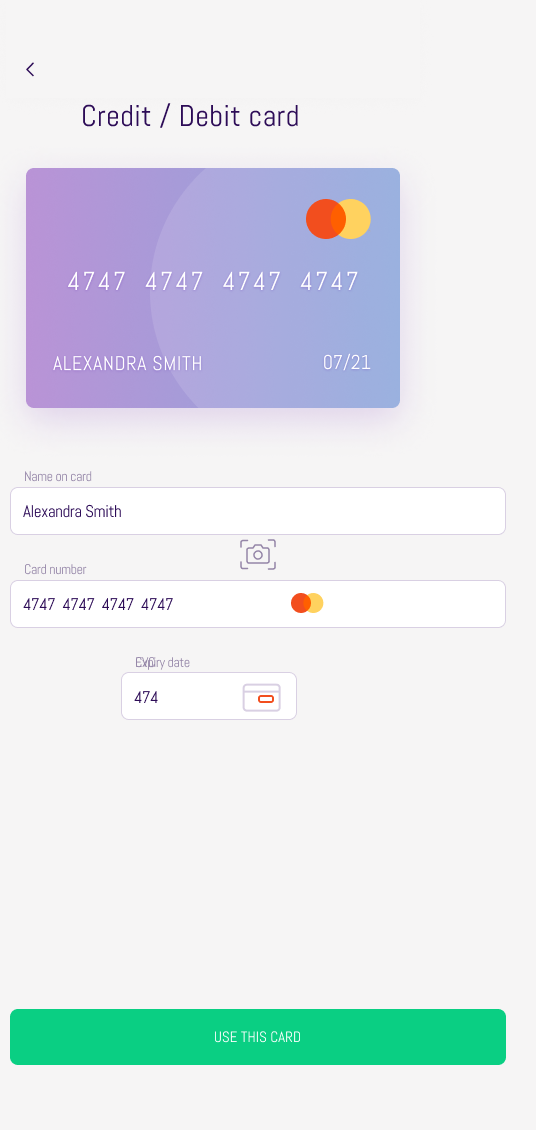 Credit / Debit card
4747 4747 4747 4747
ALEXANDRA SMITH 07/21
Name on card
Alexandra Smith
Card number
4747 4747 4747 4747
Expiry date
CVC
474
USE THIS CARD